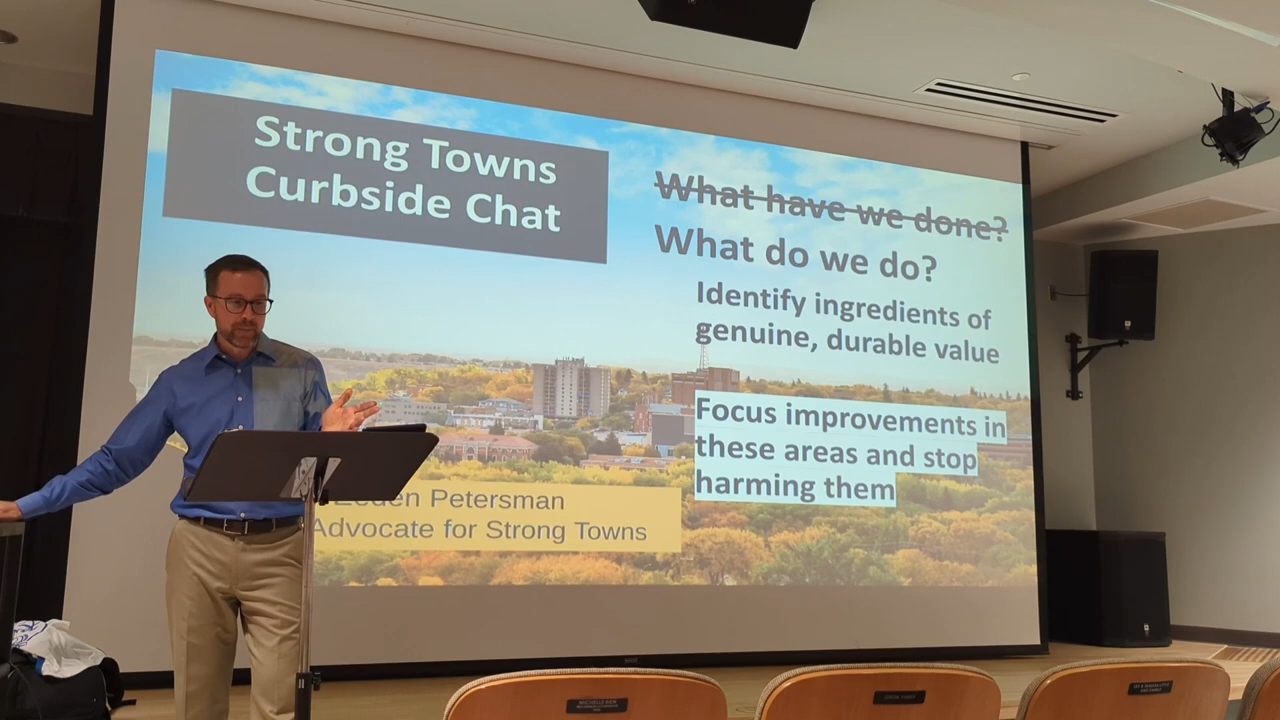 Strong Towns
Curbside Chat
What have we done?
What do we do?
Identify ingredients of
genuine, durable value
Focus improvements in
these areas and stop
harming them
Petersman
Advocate for Strong Towns